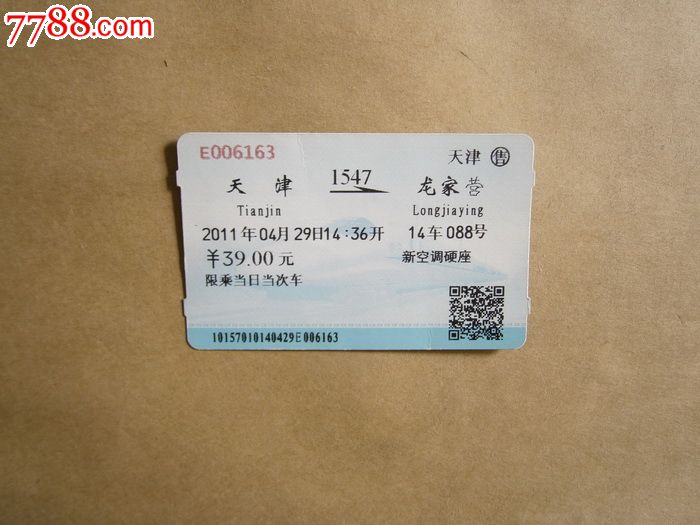 7788.com
E006163
天津 售
天津 1547 龙家营
Tianjin Longjiaying
2011年04月29日14:36开 14车088号
￥39.00元 新空调硬座
限乘当日当次车
10157010140429E006163